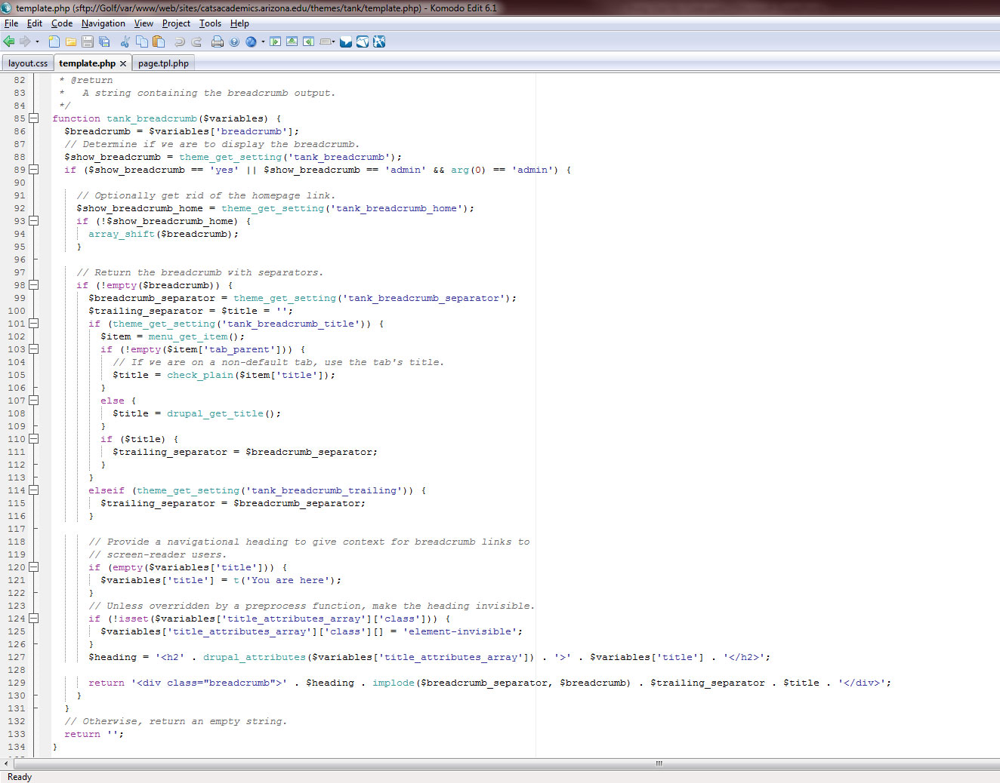 template.php (sftp://Golf/var/www/web/sites/catsacademics.arizona.edu/themes/tank/template.php) - Komodo Edit 6.1
File Edit Code Navigation View Project Tools Help
layout.css template.php page.tpl.php
82 * @return
83 *   A string containing the breadcrumb output.
84 */
85 function tank_breadcrumb($variables) {
86   $breadcrumb = $variables['breadcrumb'];
87   // Determine if we are to display the breadcrumb.
88   $show_breadcrumb = theme_get_setting('tank_breadcrumb');
89   if ($show_breadcrumb == 'yes' || $show_breadcrumb == 'admin' && arg(0) == 'admin') {
90
91     // Optionally get rid of the homepage link.
92     $show_breadcrumb_home = theme_get_setting('tank_breadcrumb_home');
93     if (!$show_breadcrumb_home) {
94       array_shift($breadcrumb);
95     }
96
97     // Return the breadcrumb with separators.
98     if (!empty($breadcrumb)) {
99       $breadcrumb_separator = theme_get_setting('tank_breadcrumb_separator');
100       $trailing_separator = $title = '';
101       if (theme_get_setting('tank_breadcrumb_title')) {
102         $item = menu_get_item();
103         if (!empty($item['tab_parent'])) {
104           // If we are on a non-default tab, use the tab's title.
105           $title = check_plain($item['title']);
106         }
107         else {
108           $title = drupal_get_title();
109         }
110         if ($title) {
111           $trailing_separator = $breadcrumb_separator;
112         }
113       }
114       elseif (theme_get_setting('tank_breadcrumb_trailing')) {
115         $trailing_separator = $breadcrumb_separator;
116       }
117
118       // Provide a navigational heading to give context for breadcrumb links to
119       // screen-reader users.
120       if (empty($variables['title'])) {
121         $variables['title'] = t('You are here');
122       }
123       // Unless overridden by a preprocess function, make the heading invisible.
124       if (!isset($variables['title_attributes_array']['class'])) {
125         $variables['title_attributes_array']['class'][] = 'element-invisible';
126       }
127       $heading = '<h2' . drupal_attributes($variables['title_attributes_array']) . '>' . $variables['title'] . '</h2>';
128
129       return '<div class="breadcrumb">' . $heading . implode($breadcrumb_separator, $breadcrumb) . $trailing_separator . $title . '</div>';
130     }
131   }
132   // Otherwise, return an empty string.
133   return '';
134 }
Ready